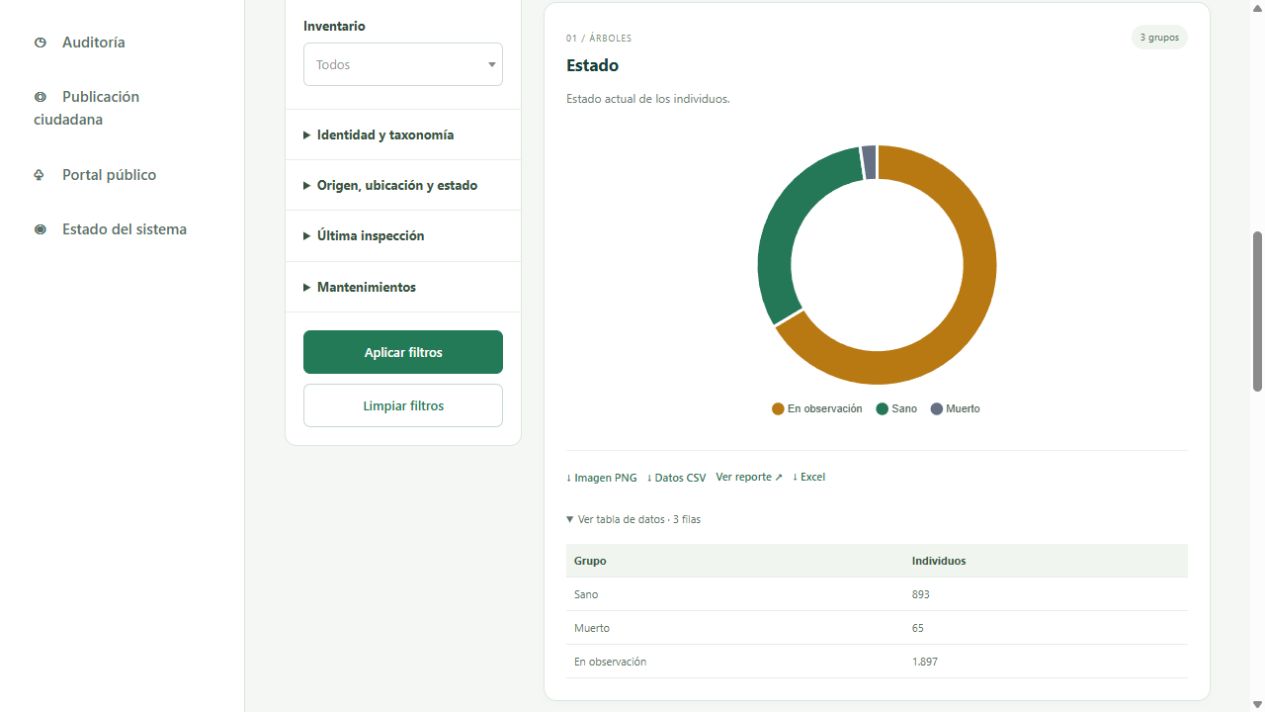 Auditoría
Publicación
ciudadana
Portal público
Estado del sistema
Inventario
Todos
Identidad y taxonomía
Origen, ubicación y estado
Última inspección
Mantenimientos
Aplicar filtros
Limpiar filtros
01 / ÁRBOLES
3 grupos
Estado
Estado actual de los individuos.
En observación Sano Muerto
↓ Imagen PNG ↓ Datos CSV Ver reporte ↗ ↓ Excel
▼ Ver tabla de datos · 3 filas
Grupo Individuos
Sano 893
Muerto 65
En observación 1.897